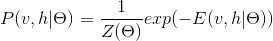 P(v,h|Θ) = \frac{1}{Z(Θ)} exp(−E(v,h|Θ))